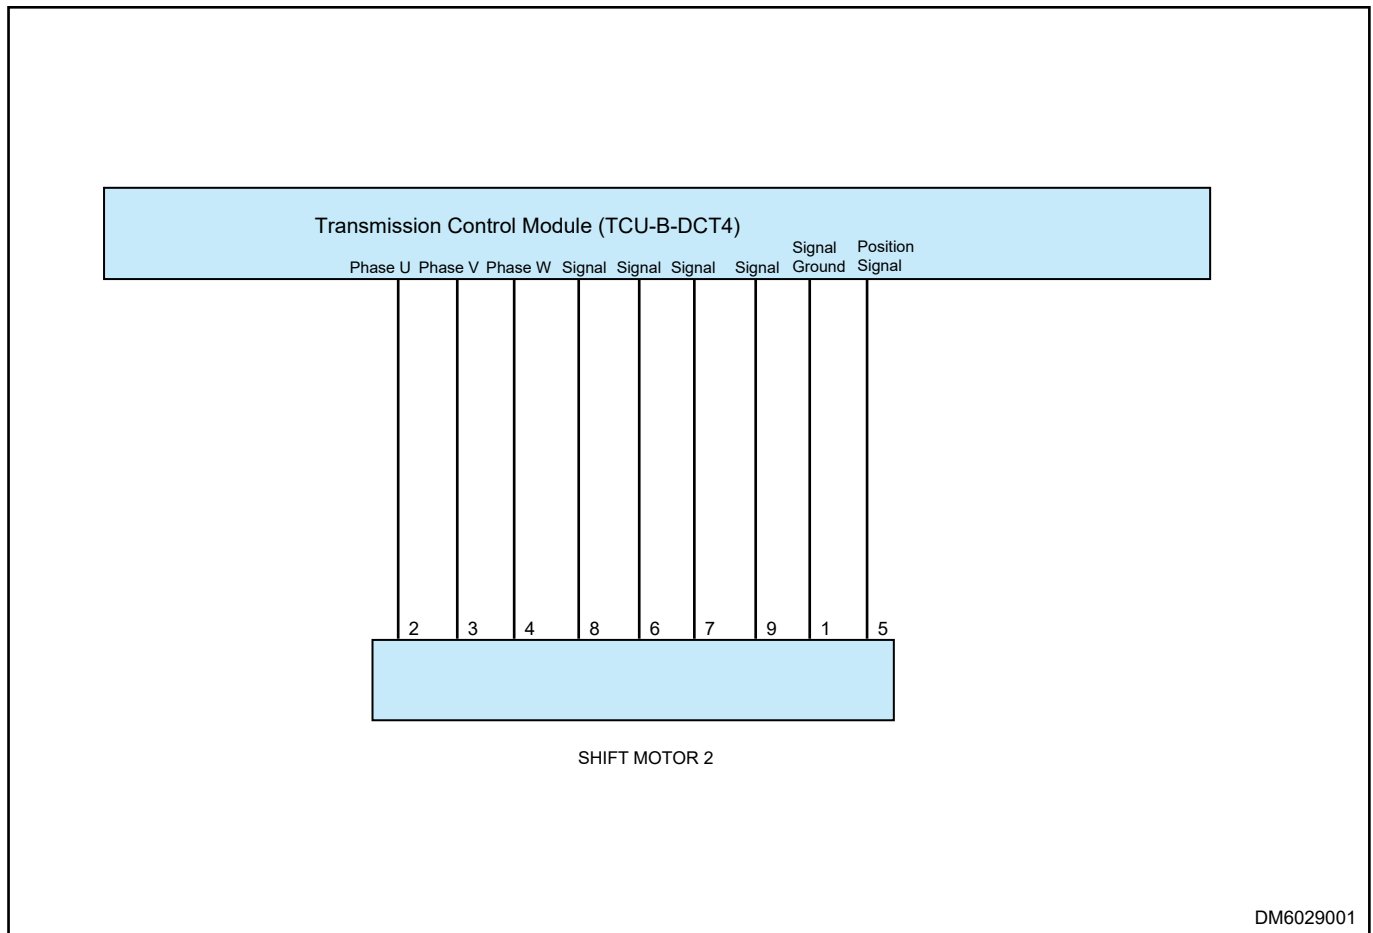 Transmission Control Module (TCU-B-DCT4)
Phase U Phase V Phase W Signal Signal Signal Signal Signal Ground Position Signal
2 3 4 8 6 7 9 1 5
SHIFT MOTOR 2
DM6029001